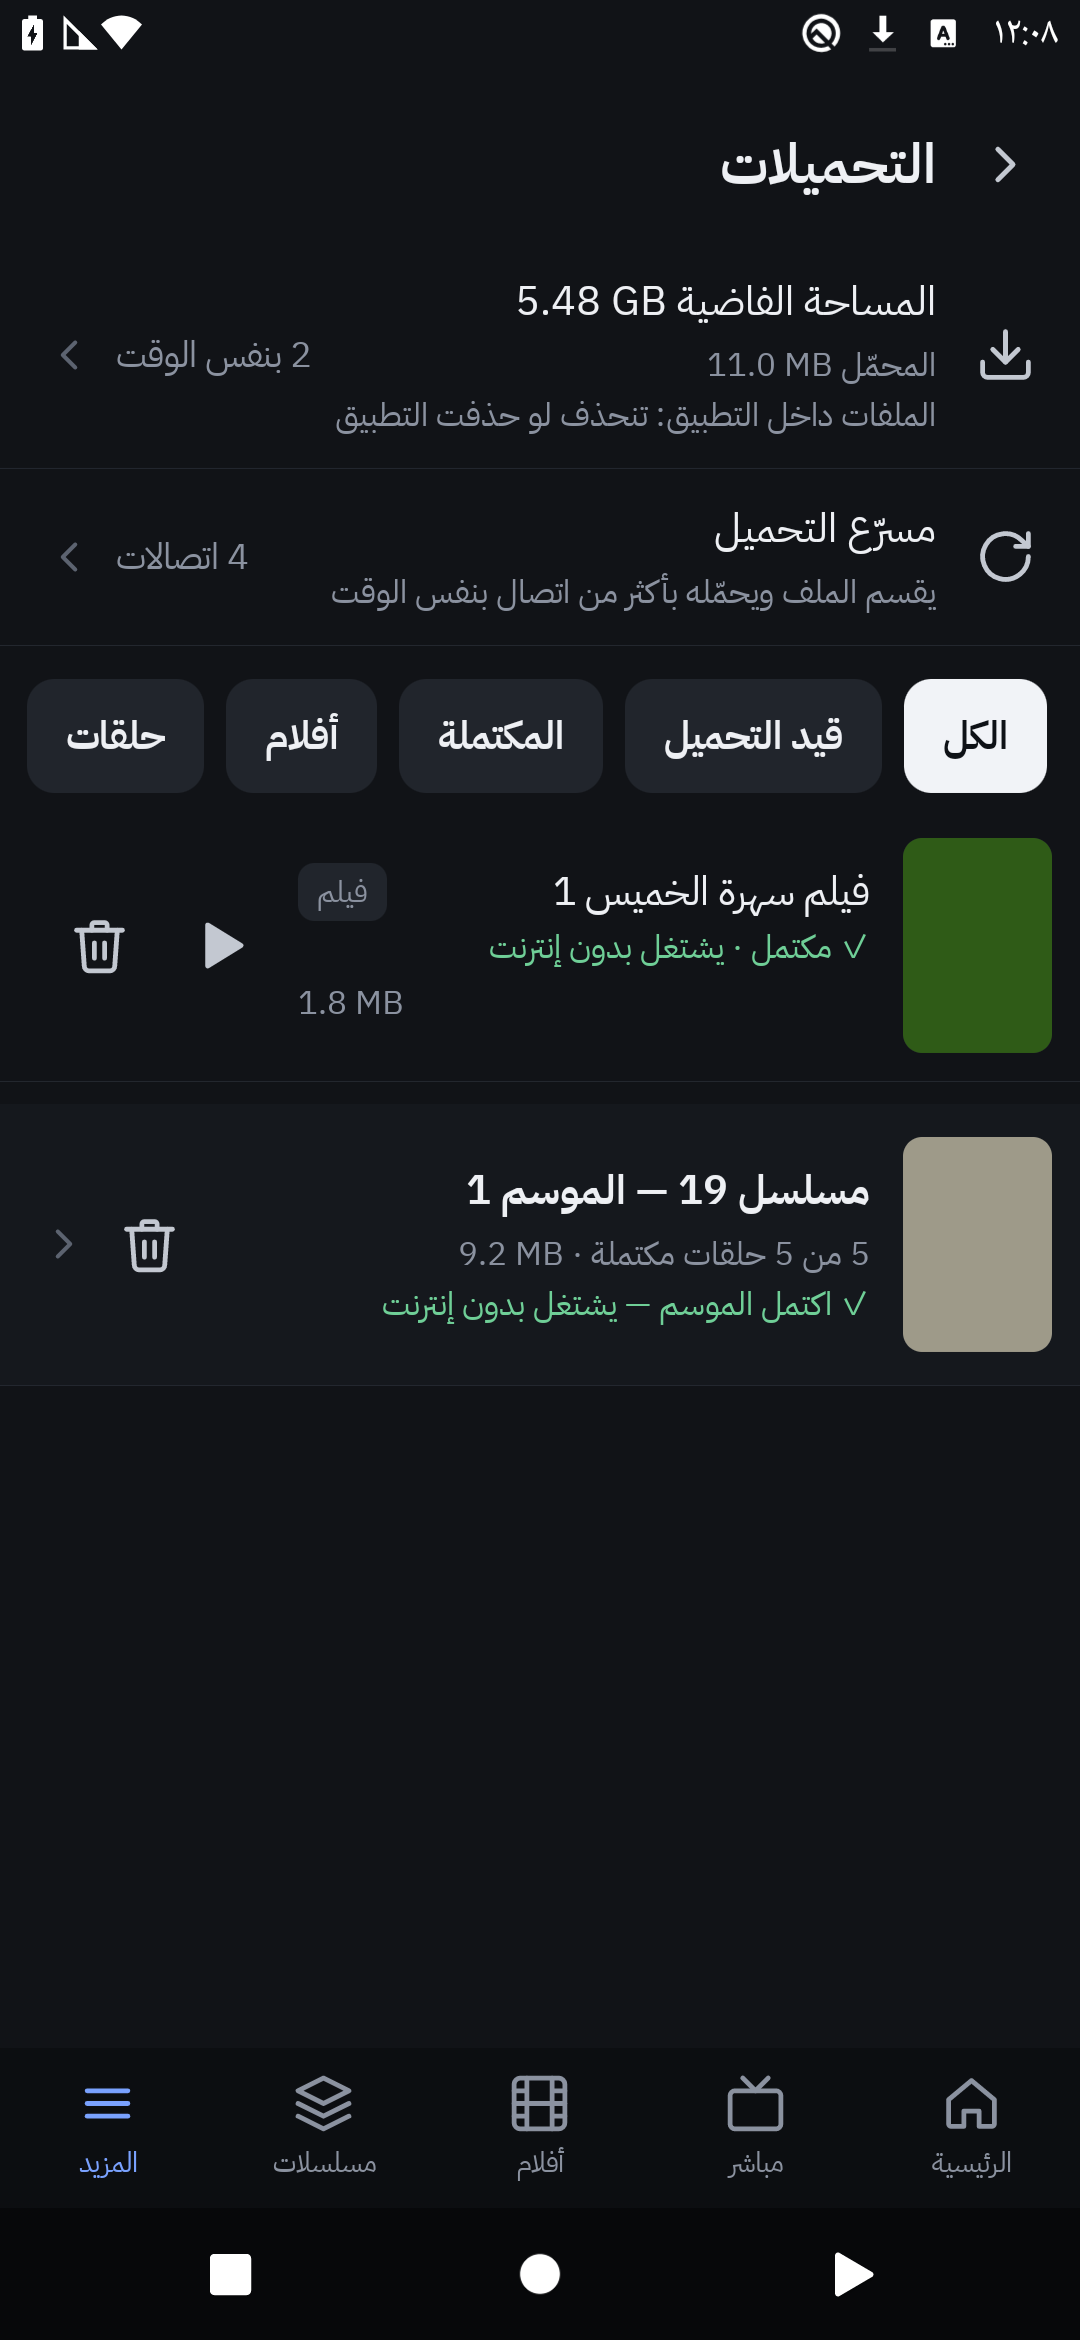 ١٢:٠٨
التحميلات
المساحة الفاضية 5.48 GB
المحمّل 11.0 MB
الملفات داخل التطبيق: تنحذف لو حذفت التطبيق
2 بنفس الوقت
مسرّع التحميل
يقسم الملف ويحمّله بأكثر من اتصال بنفس الوقت
4 اتصالات
الكل
قيد التحميل
المكتملة
أفلام
حلقات
فيلم سهرة الخميس 1
✓ مكتمل · يشتغل بدون إنترنت
فيلم
1.8 MB
مسلسل 19 — الموسم 1
5 من 5 حلقات مكتملة · 9.2 MB
✓ اكتمل الموسم — يشتغل بدون إنترنت
الرئيسية
مباشر
أفلام
مسلسلات
المزيد